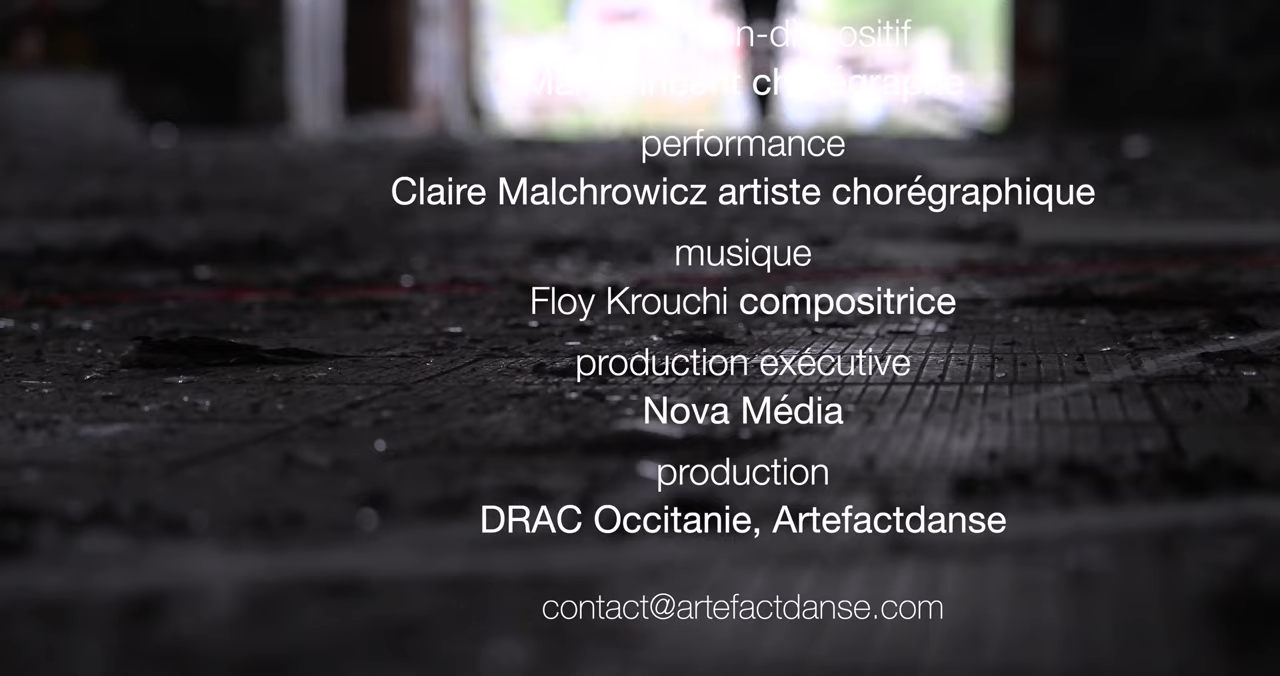 chorégraphe
performance
Claire Malchrowicz artiste chorégraphique
musique
Floy Krouchi compositrice
production exécutive
Nova Média
production
DRAC Occitanie, Artefactdanse
contact@artefactdanse.com